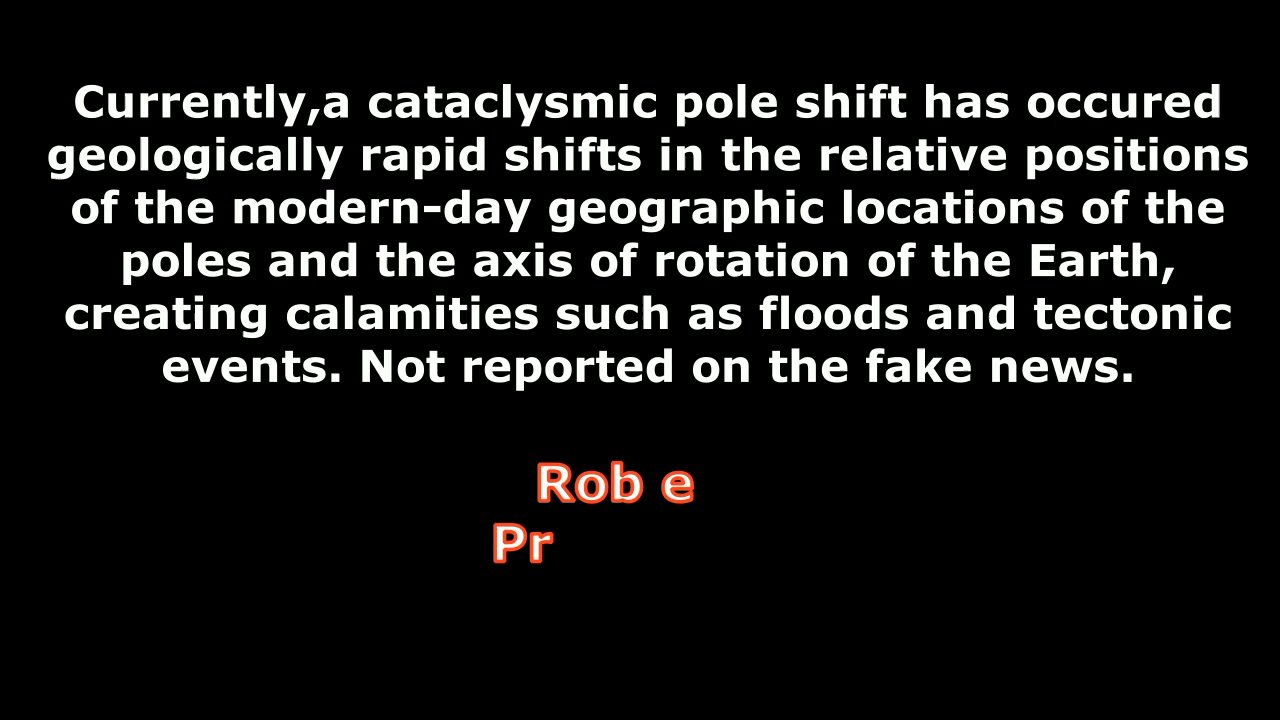 Currently,a cataclysmic pole shift has occured
geologically rapid shifts in the relative positions
of the modern-day geographic locations of the
poles and the axis of rotation of the Earth,
creating calamities such as floods and tectonic
events. Not reported on the fake news.
Rob e
Pr